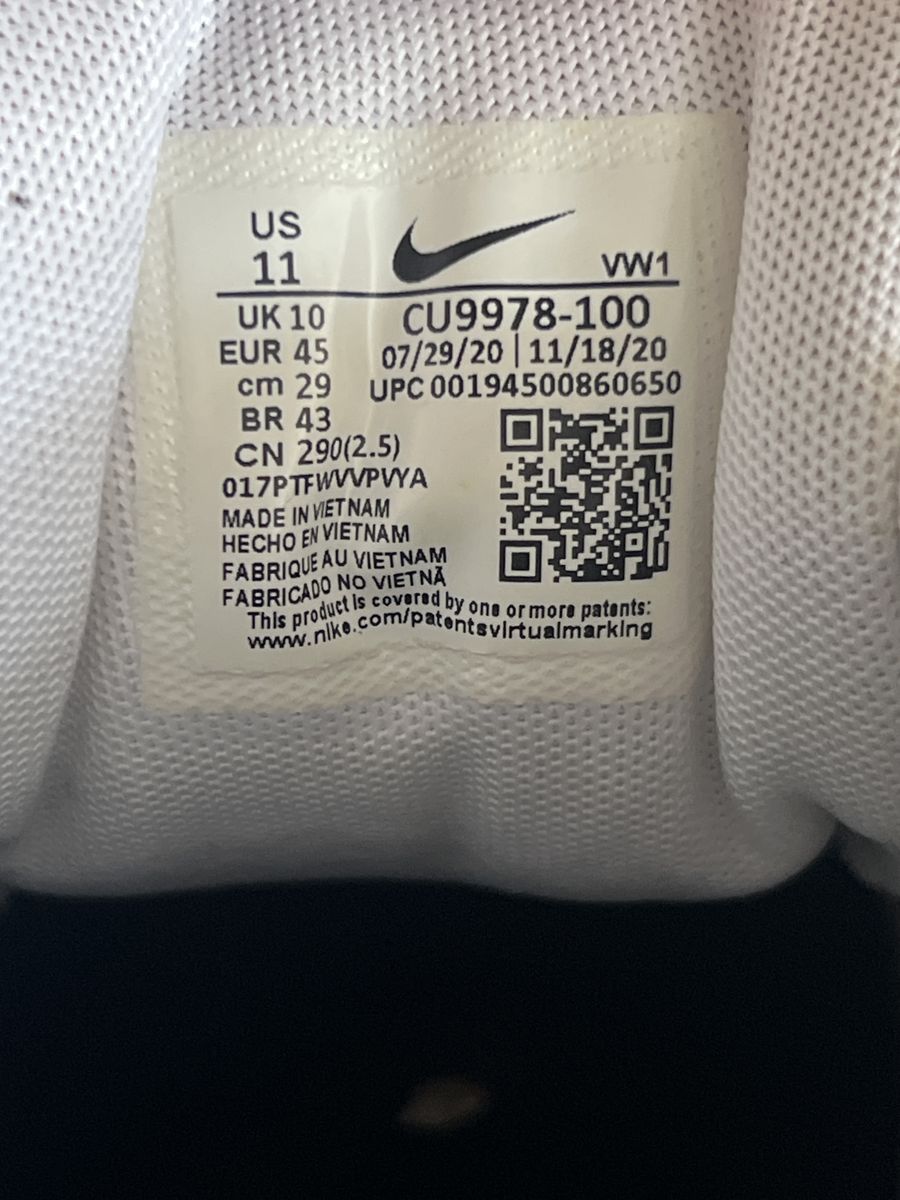 US
11
VW1
UK 10
CU9978-100
EUR 45
07/29/20 | 11/18/20
cm 29
UPC 00194500860650
BR 43
CN 290(2.5)
017PTFWVVPVYA
MADE IN VIETNAM
HECHO EN VIETNAM
FABRIQUE AU VIETNAM
FABRICADO NO VIETNÃ
This product is covered by one or more patents:
www.nike.com/patentsvirtualmarking